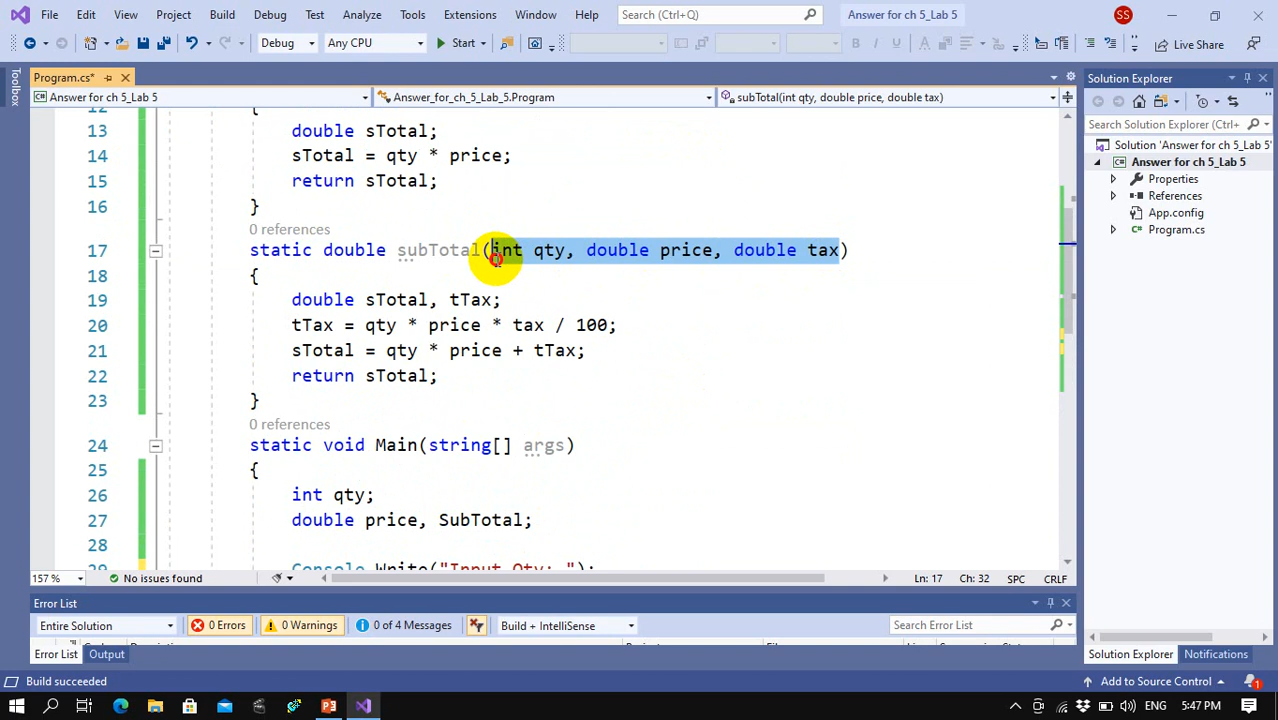 File Edit View Project Build Debug Test Analyze Tools Extensions Window Help Search (Ctrl+Q) Answer for ch 5_Lab 5 SS
Debug Any CPU Start Live Share
Toolbox
Program.cs*
Answer for ch 5_Lab 5 Answer_for_ch_5_Lab_5.Program subTotal(int qty, double price, double tax)
12 {
13 double sTotal;
14 sTotal = qty * price;
15 return sTotal;
16 }
0 references
17 static double subTotal(int qty, double price, double tax)
18 {
19 double sTotal, tTax;
20 tTax = qty * price * tax / 100;
21 sTotal = qty * price + tTax;
22 return sTotal;
23 }
0 references
24 static void Main(string[] args)
25 {
26 int qty;
27 double price, SubTotal;
28
29 Console.Write("Input Qty: ");
157 % No issues found Ln: 17 Ch: 32 SPC CRLF
Error List
Entire Solution 0 Errors 0 Warnings 0 of 4 Messages Build + IntelliSense Search Error List
Error List Output
Build succeeded
Solution Explorer
Search Solution Explorer (Ctrl+
Solution 'Answer for ch 5_Lab 5'
Answer for ch 5_Lab 5
Properties
References
App.config
Program.cs
Solution Explorer Notifications
Add to Source Control 1
ENG 5:47 PM